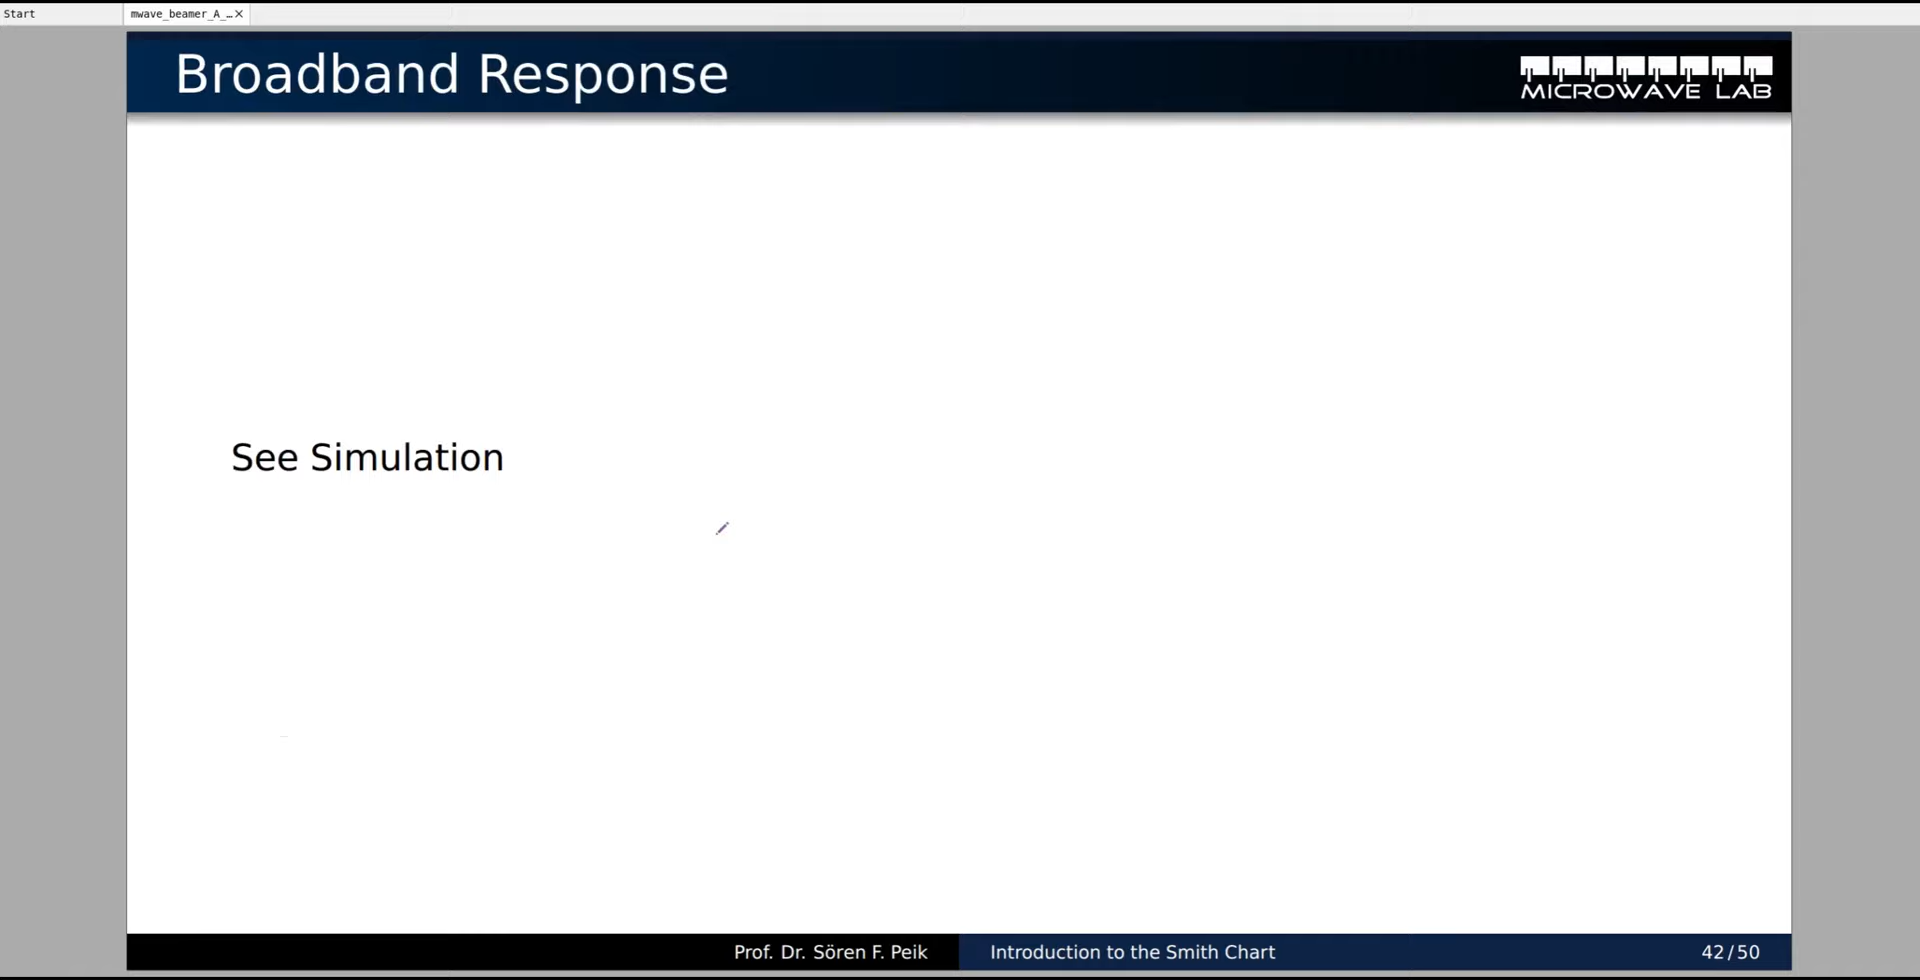 Start
mwave_beamer_A_…
Broadband Response
MICROWAVE LAB
See Simulation
Prof. Dr. Sören F. Peik
Introduction to the Smith Chart
42/50